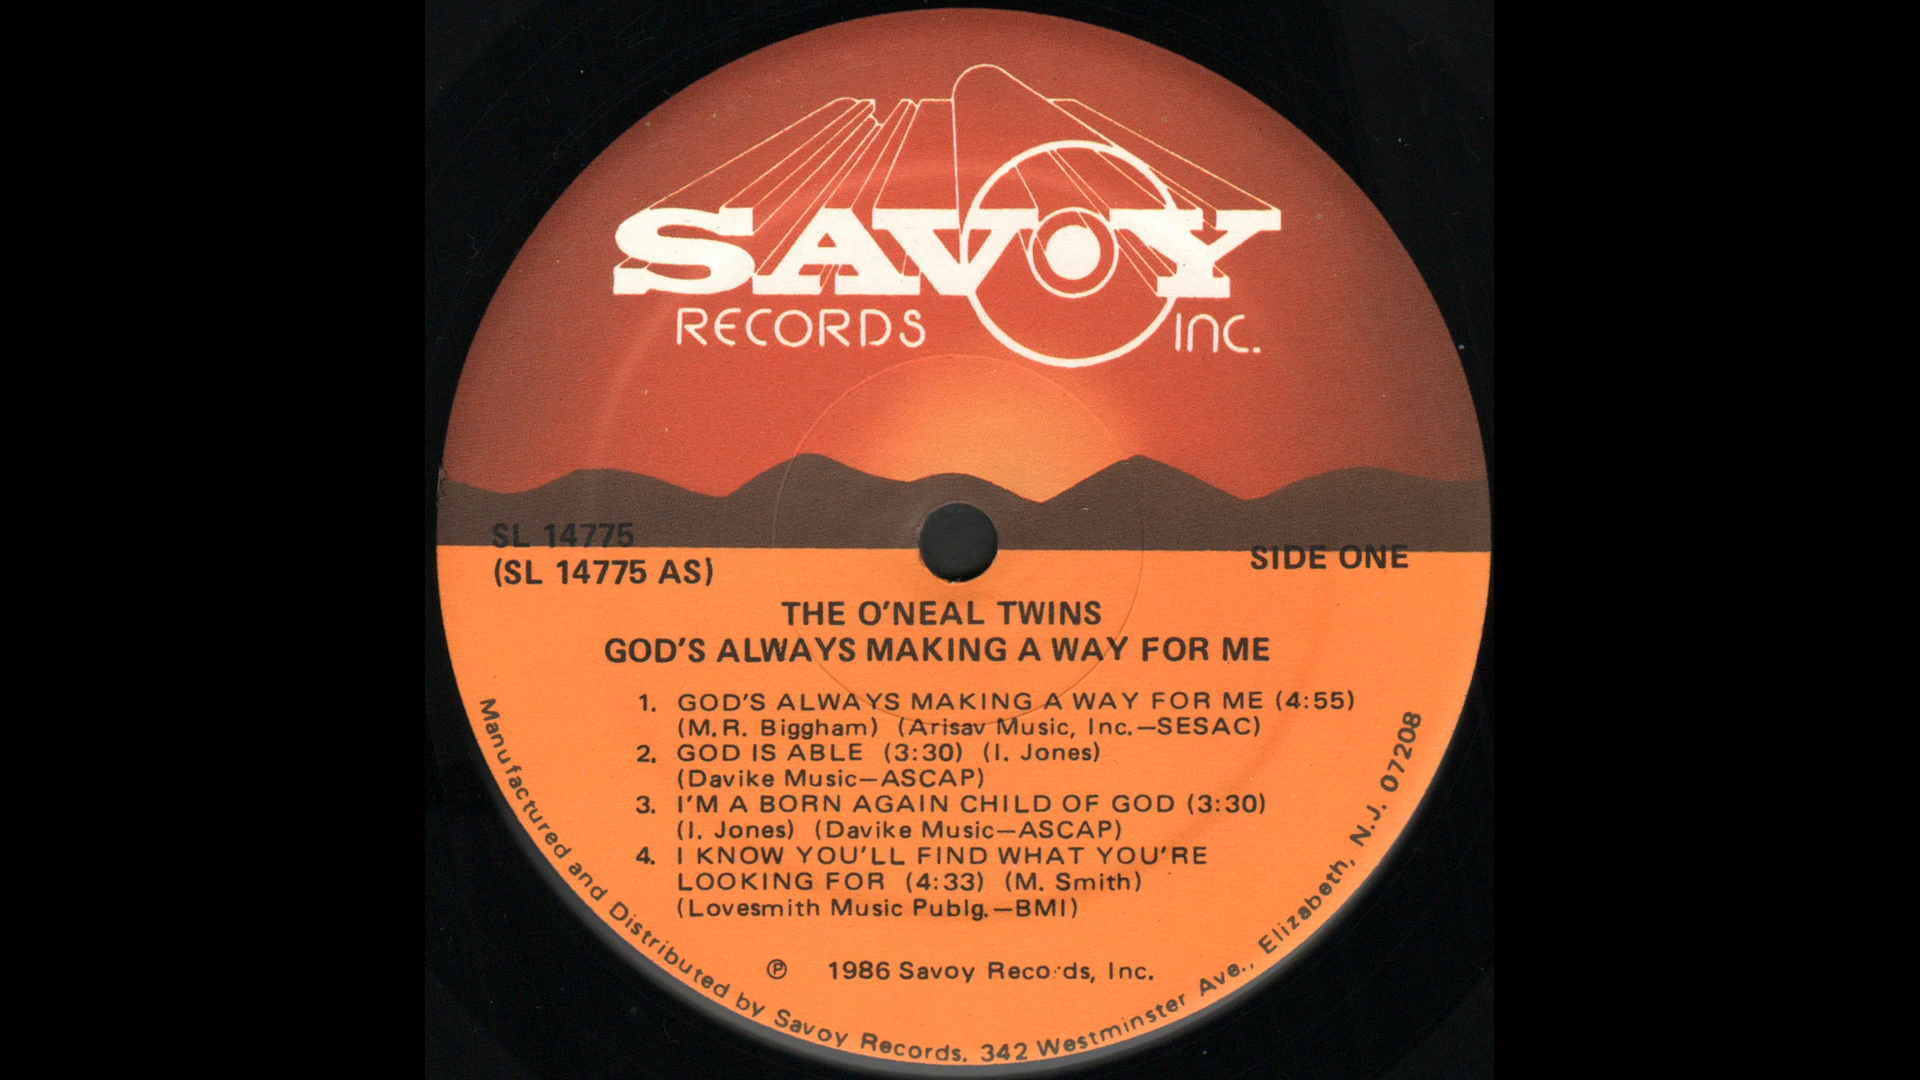 SAVOY
RECORDS INC.
SL 14775
(SL 14775 AS)
SIDE ONE
THE O'NEAL TWINS
GOD'S ALWAYS MAKING A WAY FOR ME
1. GOD'S ALWAYS MAKING A WAY FOR ME (4:55)
(M.R. Biggham) (Arisav Music, Inc.—SESAC)
2. GOD IS ABLE (3:30) (I. Jones)
(Davike Music—ASCAP)
3. I'M A BORN AGAIN CHILD OF GOD (3:30)
(I. Jones) (Davike Music—ASCAP)
4. I KNOW YOU'LL FIND WHAT YOU'RE
LOOKING FOR (4:33) (M. Smith)
(Lovesmith Music Publg.—BMI)
℗ 1986 Savoy Records, Inc.
Manufactured and Distributed by Savoy Records. 342 Westminster Ave., Elizabeth, N.J. 07208